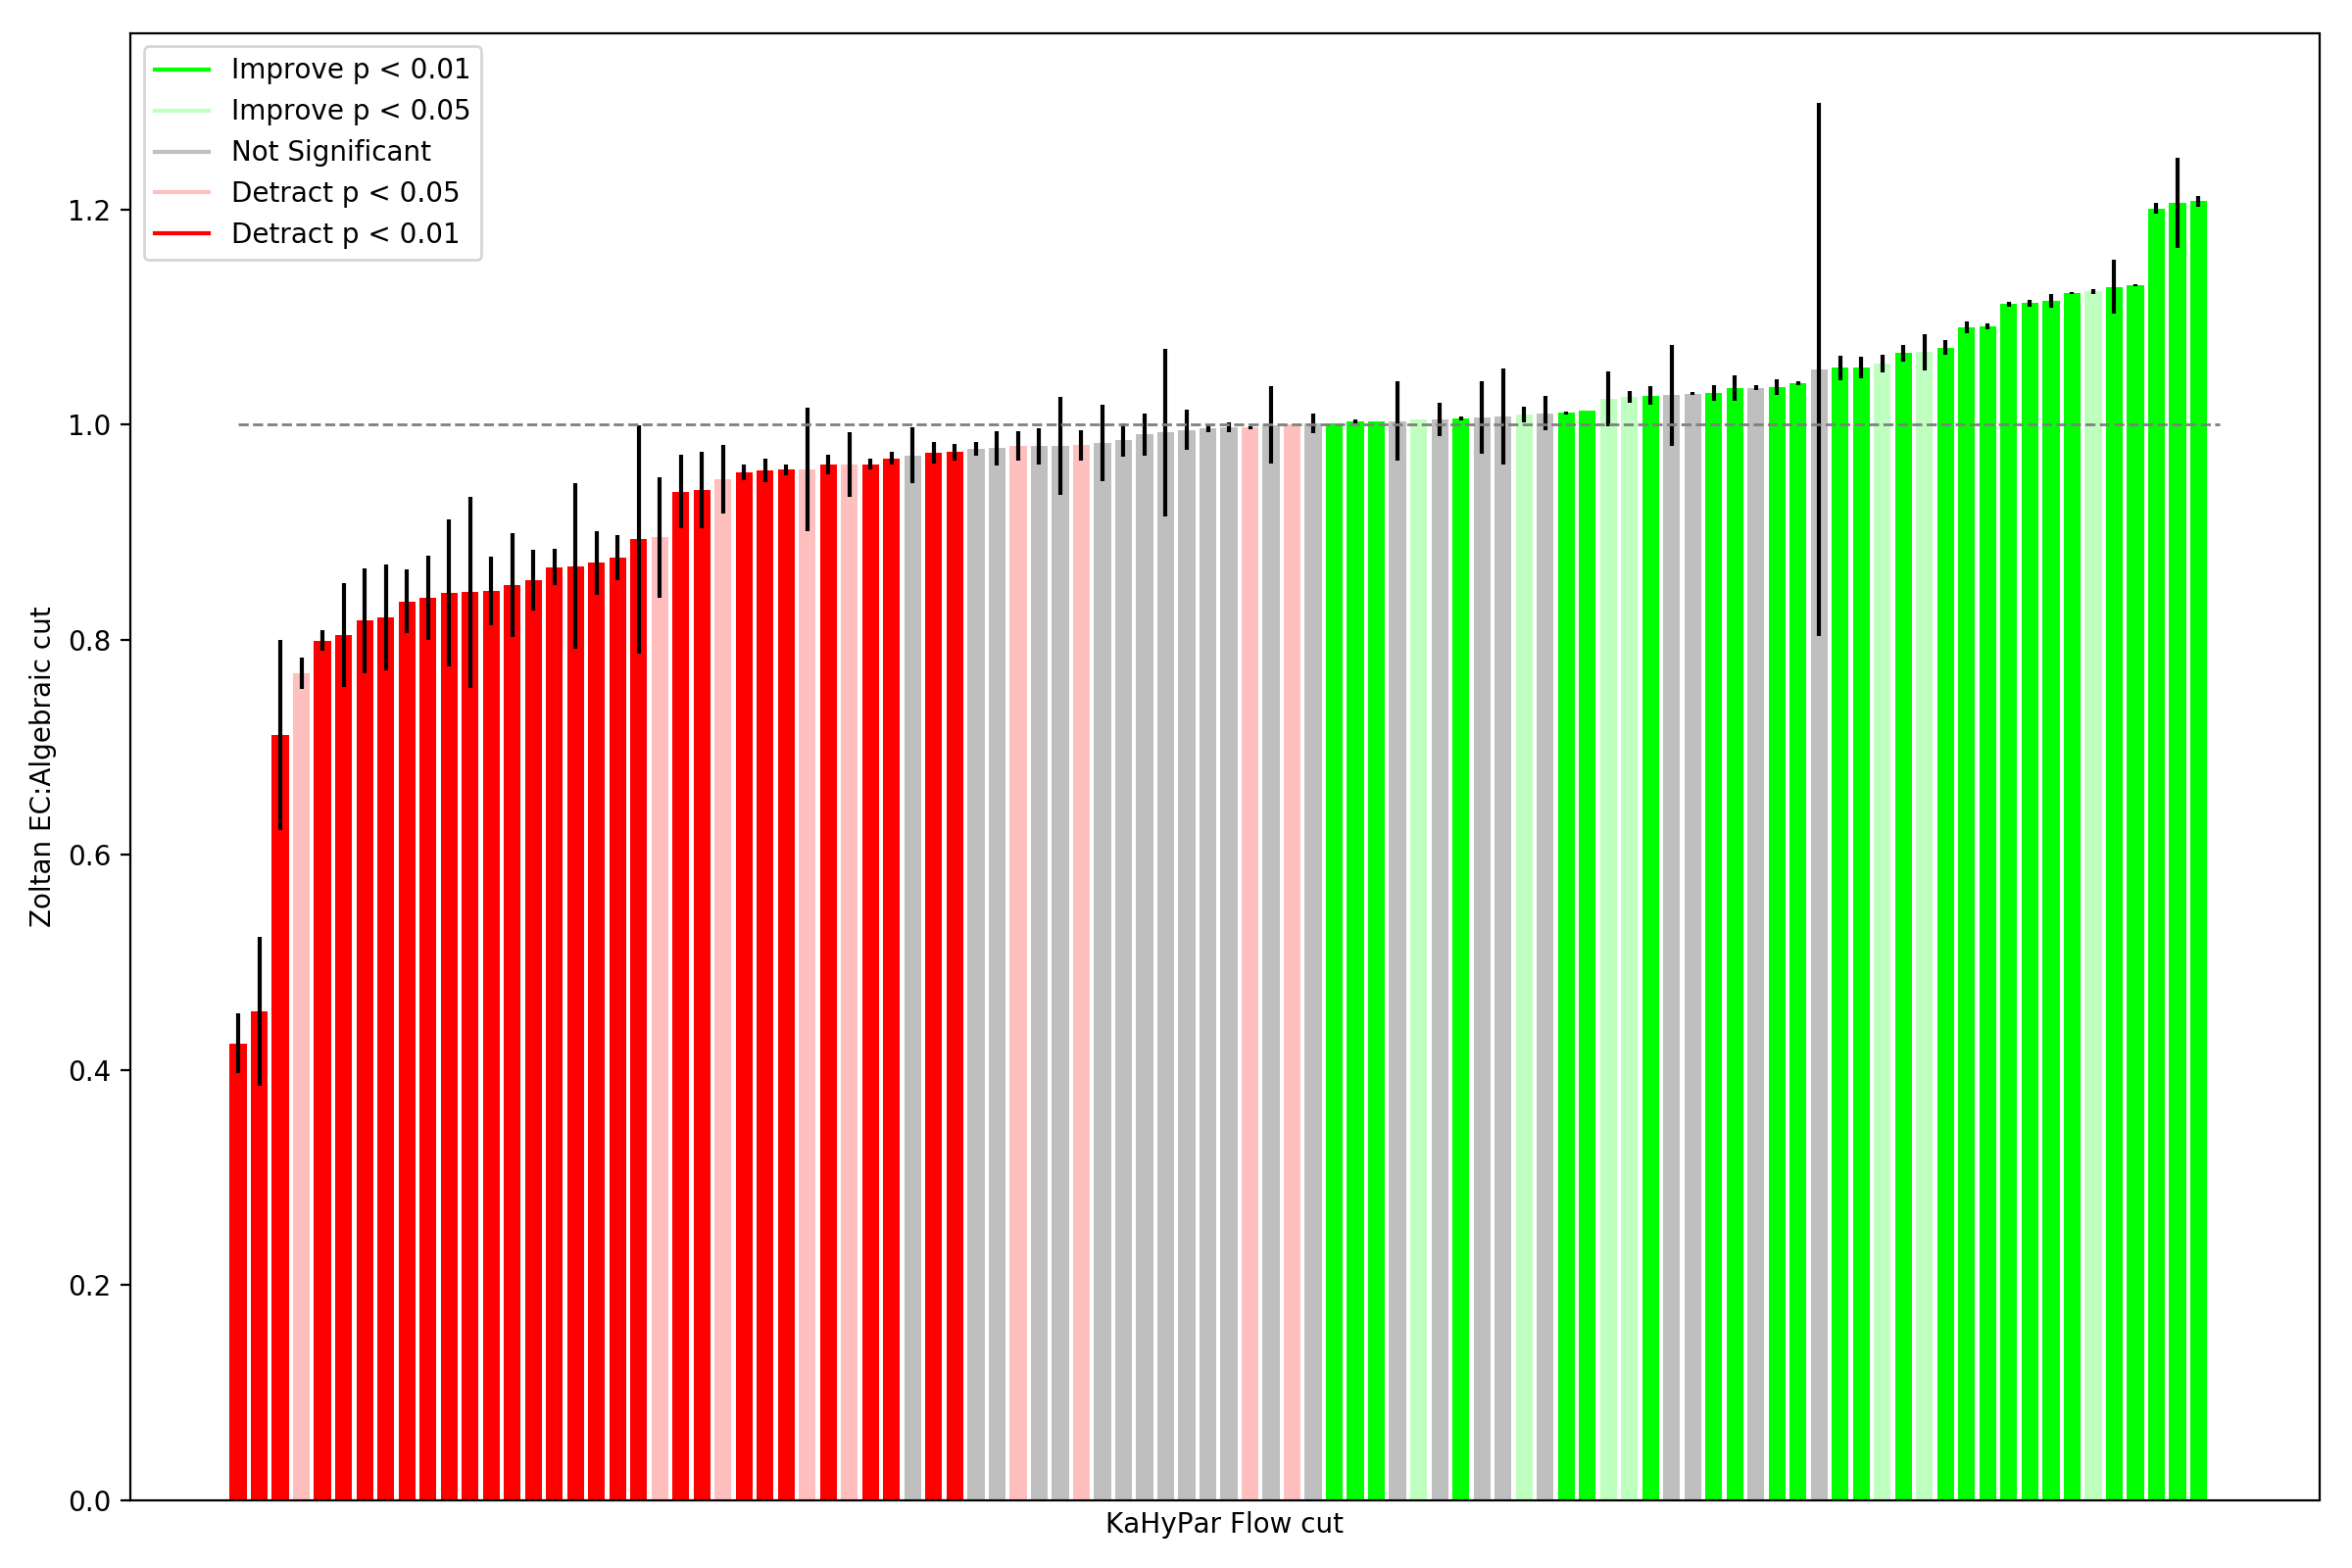 Improve p < 0.01
Improve p < 0.05
Not Significant
Detract p < 0.05
Detract p < 0.01
1.2
1.0
0.8
0.6
0.4
0.2
0.0
Zoltan EC:Algebraic cut
KaHyPar Flow cut